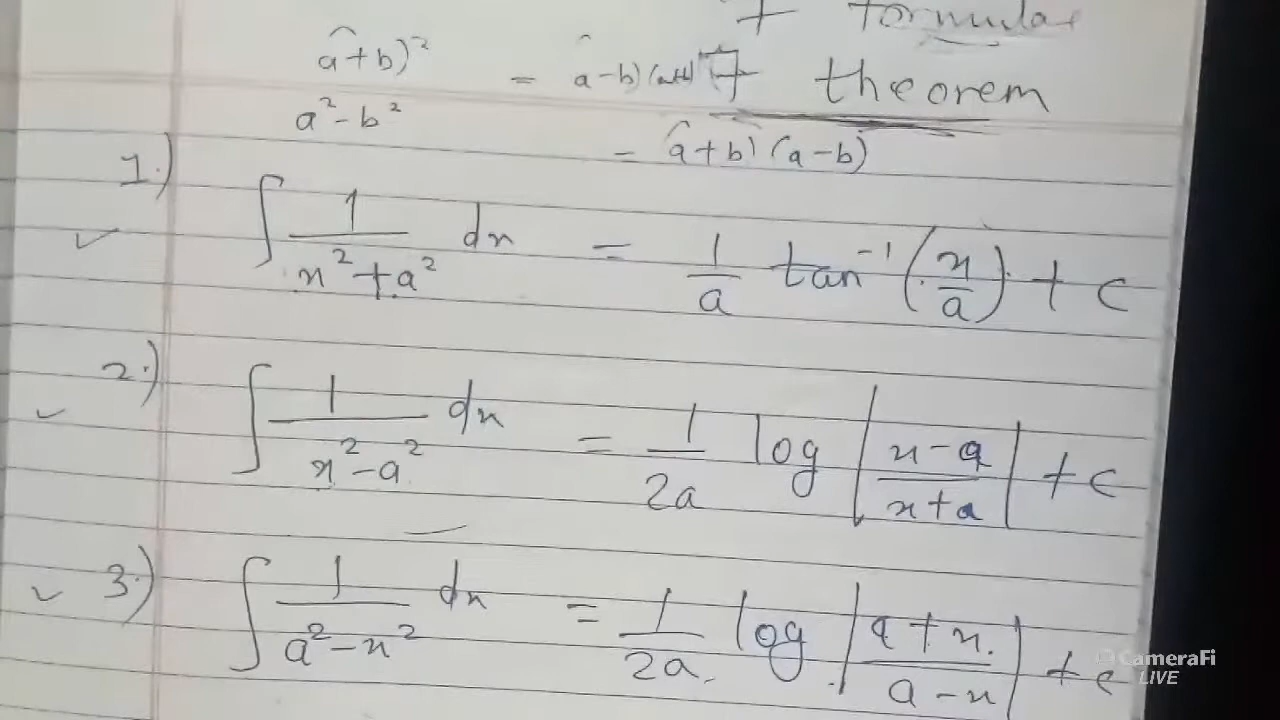 + formulas
(a+b)²
= (a-b)(a+b) + theorem
a²-b²
= (a+b)(a-b)
1.)
∫ 1/(x²+a²) dx = 1/a tan⁻¹(x/a) + c
2.)
∫ 1/(x²-a²) dx = 1/2a log |(x-a)/(x+a)| + c
3.)
∫ 1/(a²-x²) dx = 1/2a log |(a+x)/(a-x)| + c
CameraFi
LIVE